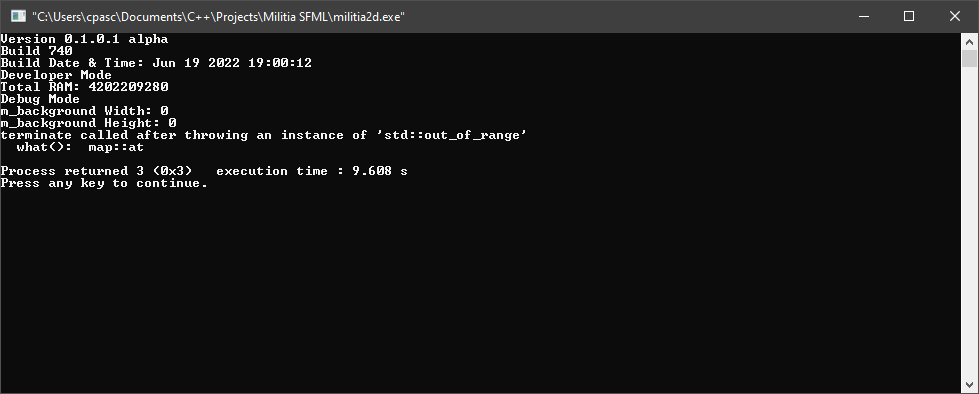 "C:\Users\cpasc\Documents\C++\Projects\Militia SFML\militia2d.exe"
Version 0.1.0.1 alpha
Build 740
Build Date & Time: Jun 19 2022 19:00:12
Developer Mode
Total RAM: 4202209280
Debug Mode
m_background Width: 0
m_background Height: 0
terminate called after throwing an instance of 'std::out_of_range'
  what():  map::at
Process returned 3 (0x3)   execution time : 9.608 s
Press any key to continue.